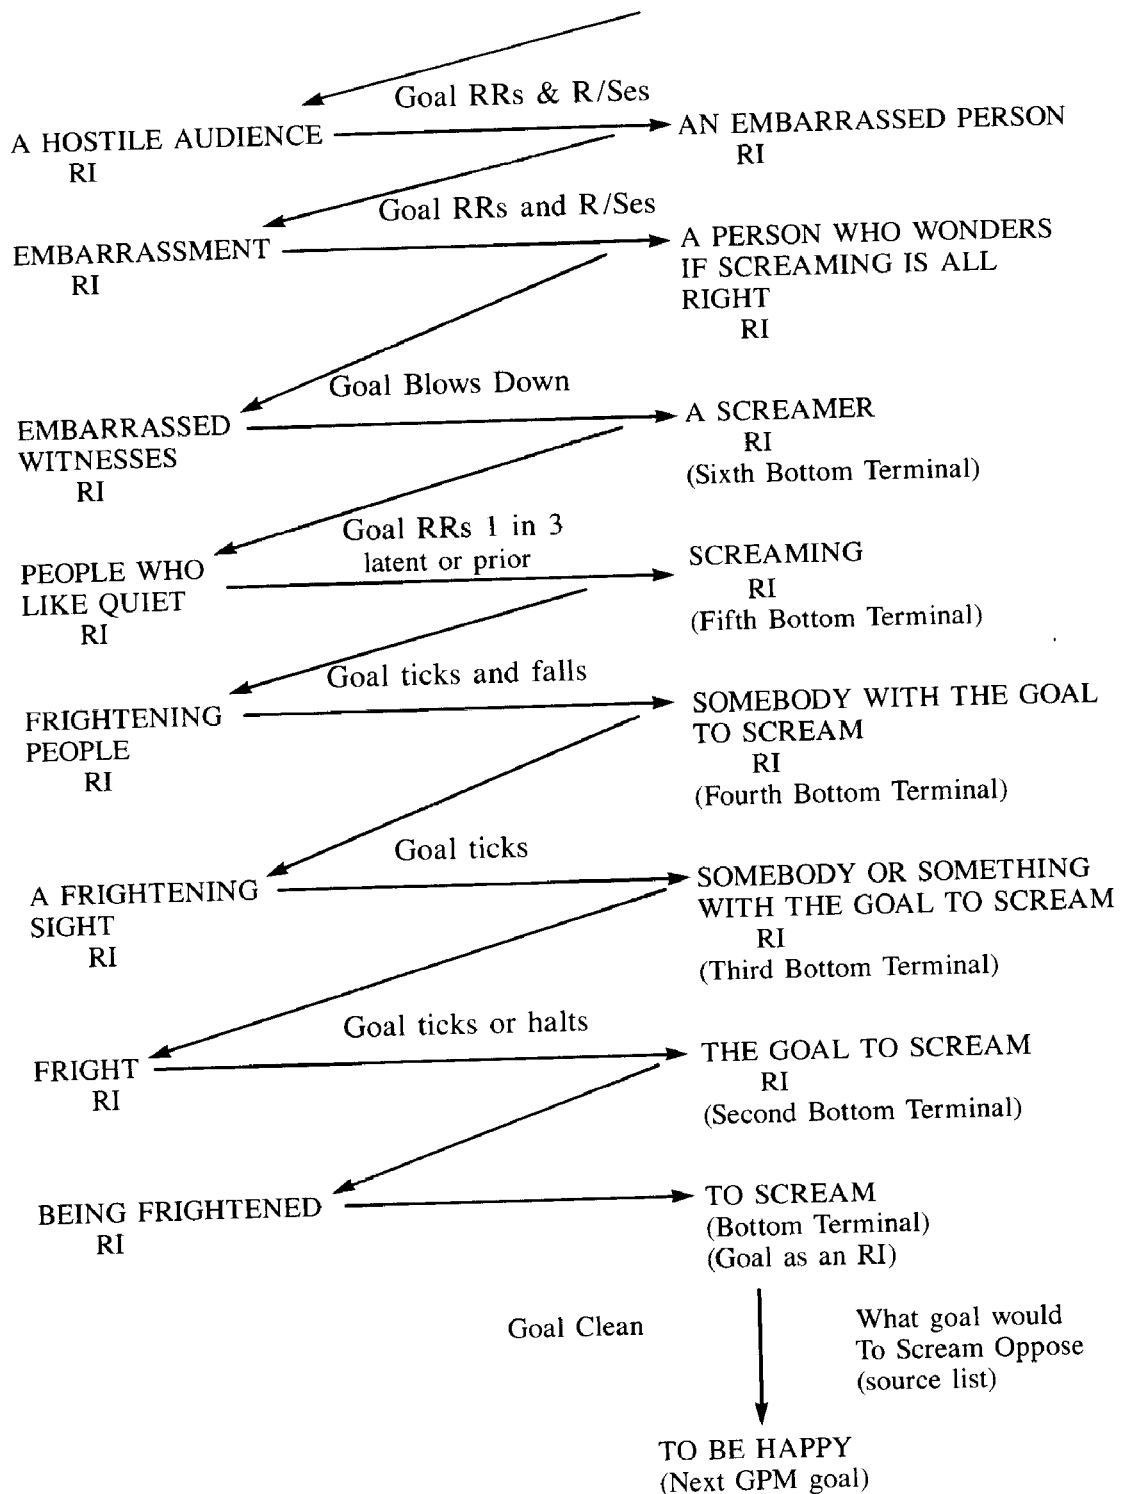 Goal RRs & R/Ses
A HOSTILE AUDIENCE
RI
AN EMBARRASSED PERSON
RI
Goal RRs and R/Ses
EMBARRASSMENT
RI
A PERSON WHO WONDERS
IF SCREAMING IS ALL
RIGHT
RI
Goal Blows Down
EMBARRASSED
WITNESSES
RI
A SCREAMER
RI
(Sixth Bottom Terminal)
Goal RRs 1 in 3
latent or prior
PEOPLE WHO
LIKE QUIET
RI
SCREAMING
RI
(Fifth Bottom Terminal)
Goal ticks and falls
FRIGHTENING
PEOPLE
RI
SOMEBODY WITH THE GOAL
TO SCREAM
RI
(Fourth Bottom Terminal)
Goal ticks
A FRIGHTENING
SIGHT
RI
SOMEBODY OR SOMETHING
WITH THE GOAL TO SCREAM
RI
(Third Bottom Terminal)
Goal ticks or halts
FRIGHT
RI
THE GOAL TO SCREAM
RI
(Second Bottom Terminal)
BEING FRIGHTENED
RI
TO SCREAM
(Bottom Terminal)
(Goal as an RI)
Goal Clean
What goal would
To Scream Oppose
(source list)
TO BE HAPPY
(Next GPM goal)